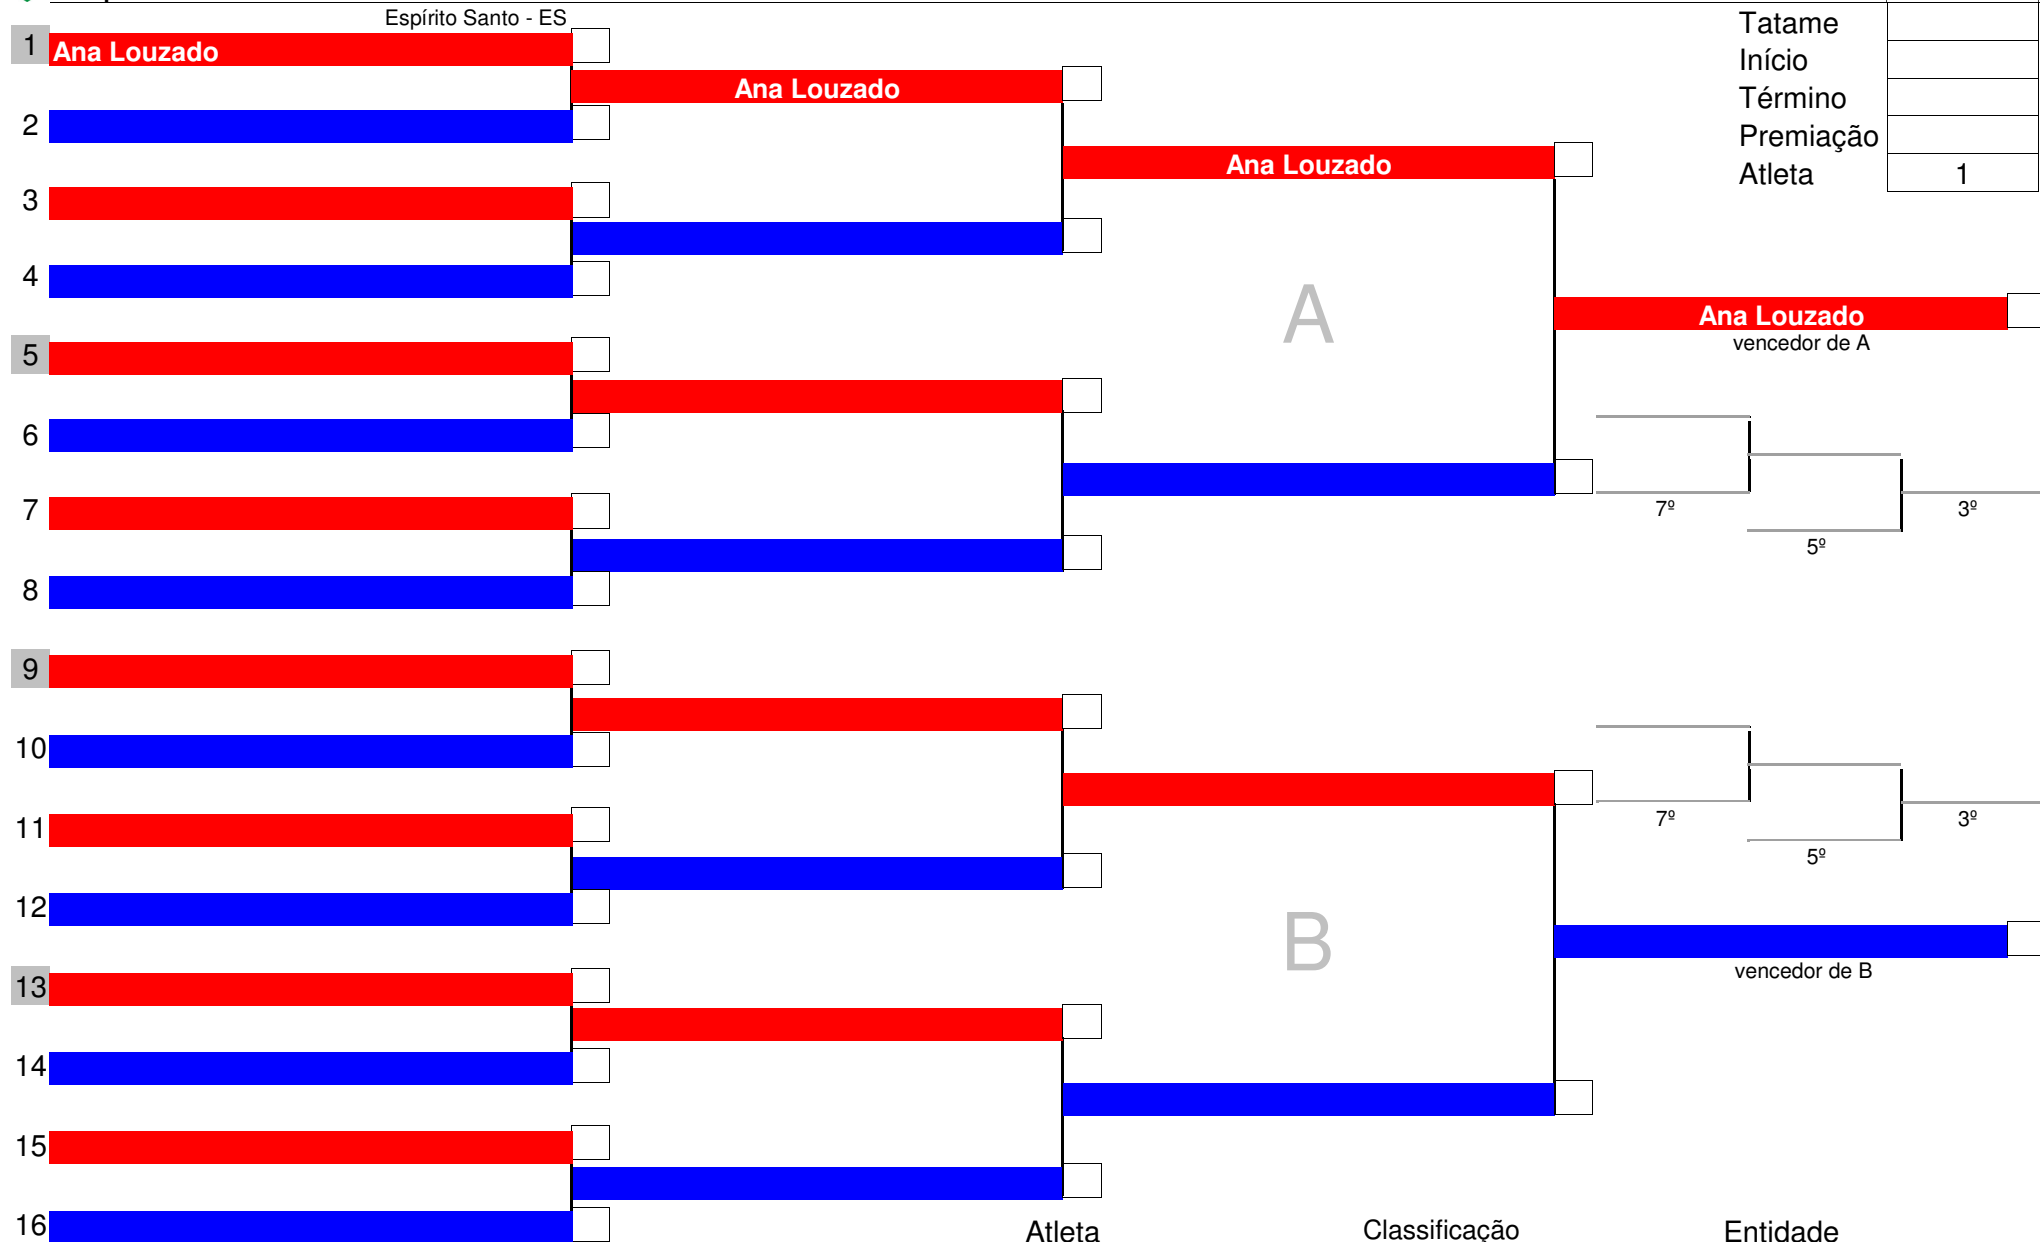 Espírito Santo - ES
Tatame
1 Ana Louzado
Início
Ana Louzado
Término
2
Premiação
Ana Louzado
Atleta 1
3
4
A
Ana Louzado
vencedor de A
5
6
7
7º 3º
5º
8
9
10
11
7º 3º
5º
12
B
vencedor de B
13
14
15
16
Atleta Classificação Entidade